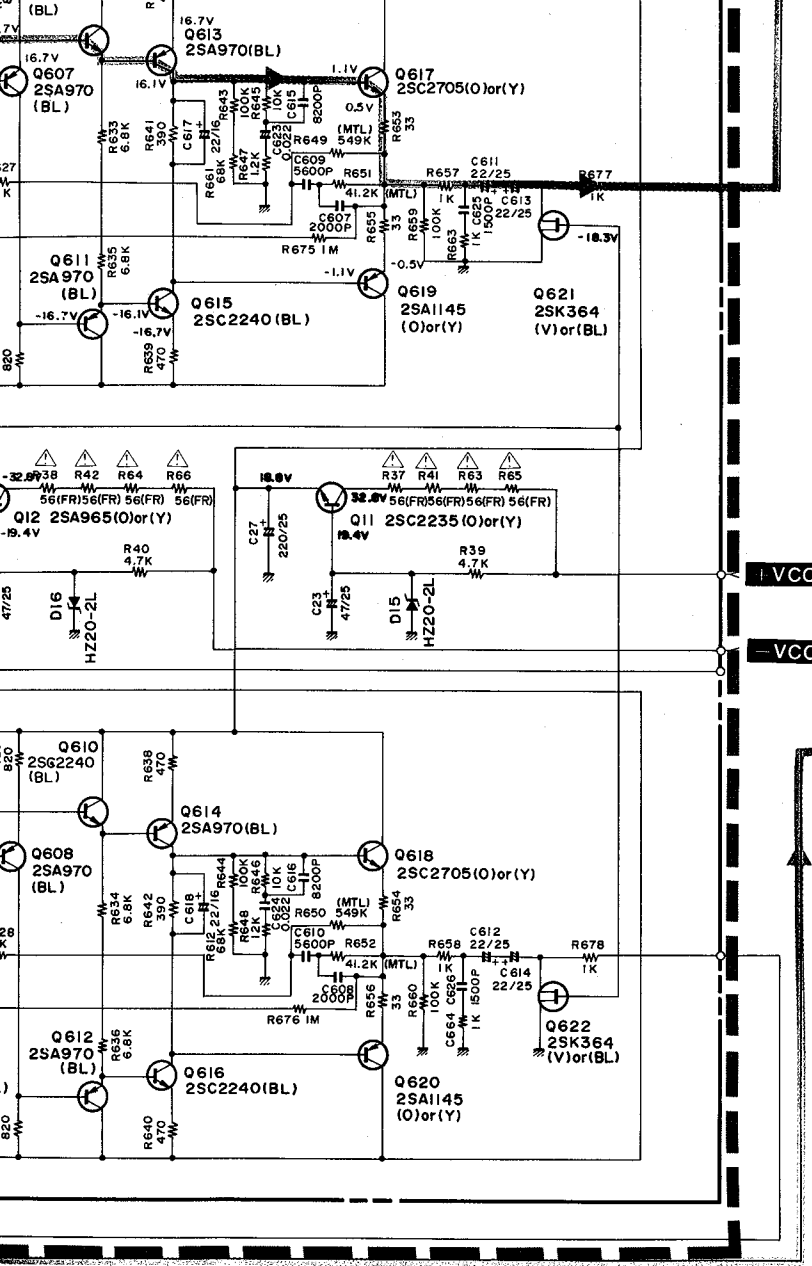 (BL)
16.7V
Q613
2SA970(BL)
.7V
16.7V
Q607
2SA970
(BL)
16.1V
1.1V
Q617
2SC2705(O)or(Y)
0.5V
R633
6.8K
R641
390
C617
22/16
R643
100K
R645
10K
C615
8200P
C623
0.022
R661
68K
R647
1.2K
R649
(MTL)
549K
R653
33
C609
5600P
R651
41.2K
(MTL)
C607
2000P
R675 1M
R655
33
R657
1K
C611
22/25
C613
22/25
R677
1K
R659
100K
C625
1500P
R663
1K
-18.3V
-0.5V
-1.1V
27
K
Q611
2SA970
(BL)
R635
6.8K
-16.7V
-16.1V
-16.7V
Q615
2SC2240(BL)
Q619
2SA1145
(O)or(Y)
Q621
2SK364
(V)or(BL)
820
R639
470
-32.8V
R38
R42
R64
R66
56(FR)
56(FR)
56(FR)
56(FR)
Q12 2SA965(O)or(Y)
-19.4V
18.8V
32.8V
R37
R41
R63
R65
56(FR)
56(FR)
56(FR)
56(FR)
Q11 2SC2235(O)or(Y)
19.4V
C27
220/25
R40
4.7K
R39
4.7K
47/25
D16
HZ20-2L
C23
47/25
D15
HZ20-2L
+VCC
-VCC
820
Q610
2SC2240
(BL)
R638
470
Q614
2SA970(BL)
Q608
2SA970
(BL)
Q618
2SC2705(O)or(Y)
R634
6.8K
R642
390
C618
22/16
R644
100K
R646
10K
C616
8200P
R612
68K
R648
12K
C624
0.022
R650
(MTL)
549K
R654
33
C610
5600P
R652
41.2K
(MTL)
C608
2000P
R676 1M
R656
33
R658
1K
C612
22/25
C614
22/25
R678
1K
R660
100K
C626
1500P
C664
1K
28
K
Q612
2SA970
(BL)
R636
6.8K
Q616
2SC2240(BL)
Q620
2SA1145
(O)or(Y)
Q622
2SK364
(V)or(BL)
820
R640
470